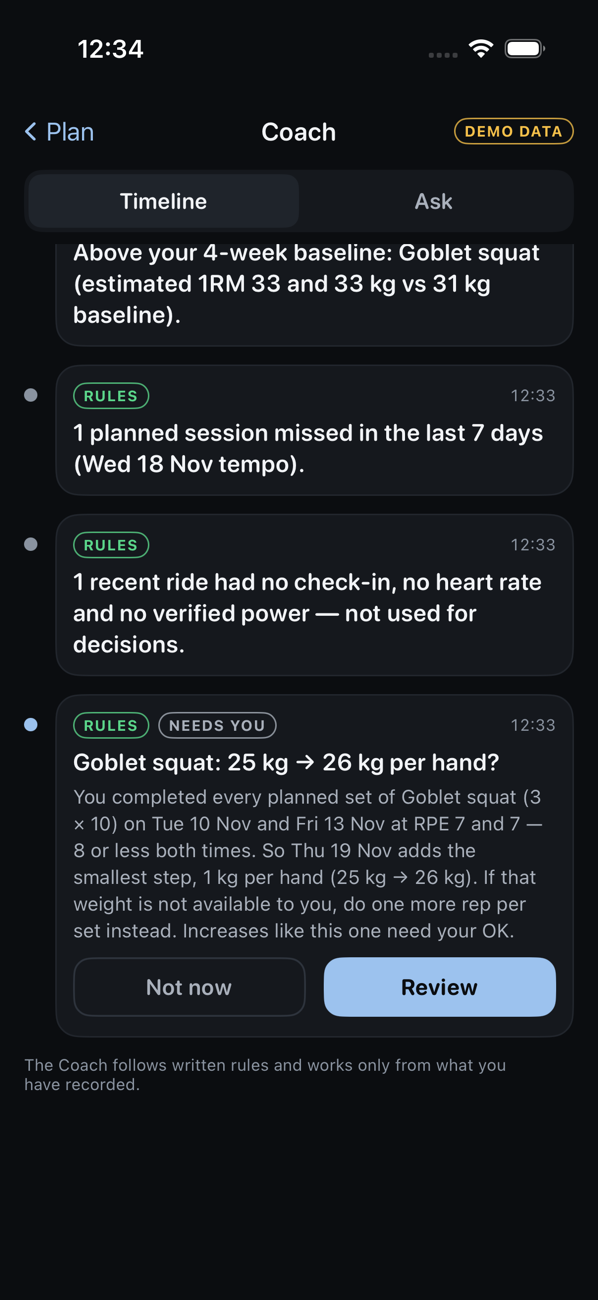 12:34
Plan
Coach
DEMO DATA
Timeline
Ask
Above your 4-week baseline: Goblet squat
(estimated 1RM 33 and 33 kg vs 31 kg
baseline).
RULES
12:33
1 planned session missed in the last 7 days
(Wed 18 Nov tempo).
RULES
12:33
1 recent ride had no check-in, no heart rate
and no verified power — not used for
decisions.
RULES
NEEDS YOU
12:33
Goblet squat: 25 kg → 26 kg per hand?
You completed every planned set of Goblet squat (3
× 10) on Tue 10 Nov and Fri 13 Nov at RPE 7 and 7 —
8 or less both times. So Thu 19 Nov adds the
smallest step, 1 kg per hand (25 kg → 26 kg). If that
weight is not available to you, do one more rep per
set instead. Increases like this one need your OK.
Not now
Review
The Coach follows written rules and works only from what you
have recorded.